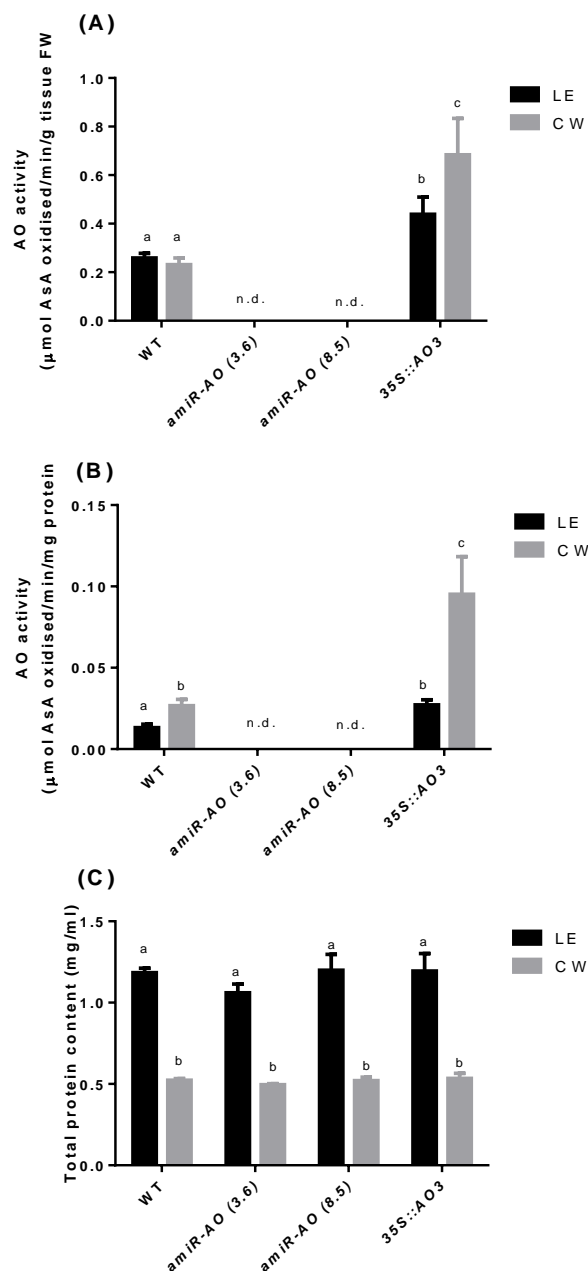 (A)
AO activity
(μmol AsA oxidised/min/g tissue FW
1.0
0.8
0.6
0.4
0.2
0.0
a
a
n.d.
n.d.
b
c
LE
CW
WT
amiR-AO (3.6)
amiR-AO (8.5)
35S::AO3
(B)
AO activity
(μmol AsA oxidised/min/mg protein
0.15
0.10
0.05
0.00
a
b
n.d.
n.d.
b
c
LE
CW
WT
amiR-AO (3.6)
amiR-AO (8.5)
35S::AO3
(C)
Total protein content (mg/ml)
1.5
1.0
0.5
0.0
a
b
a
b
a
b
a
b
LE
CW
WT
amiR-AO (3.6)
amiR-AO (8.5)
35S::AO3